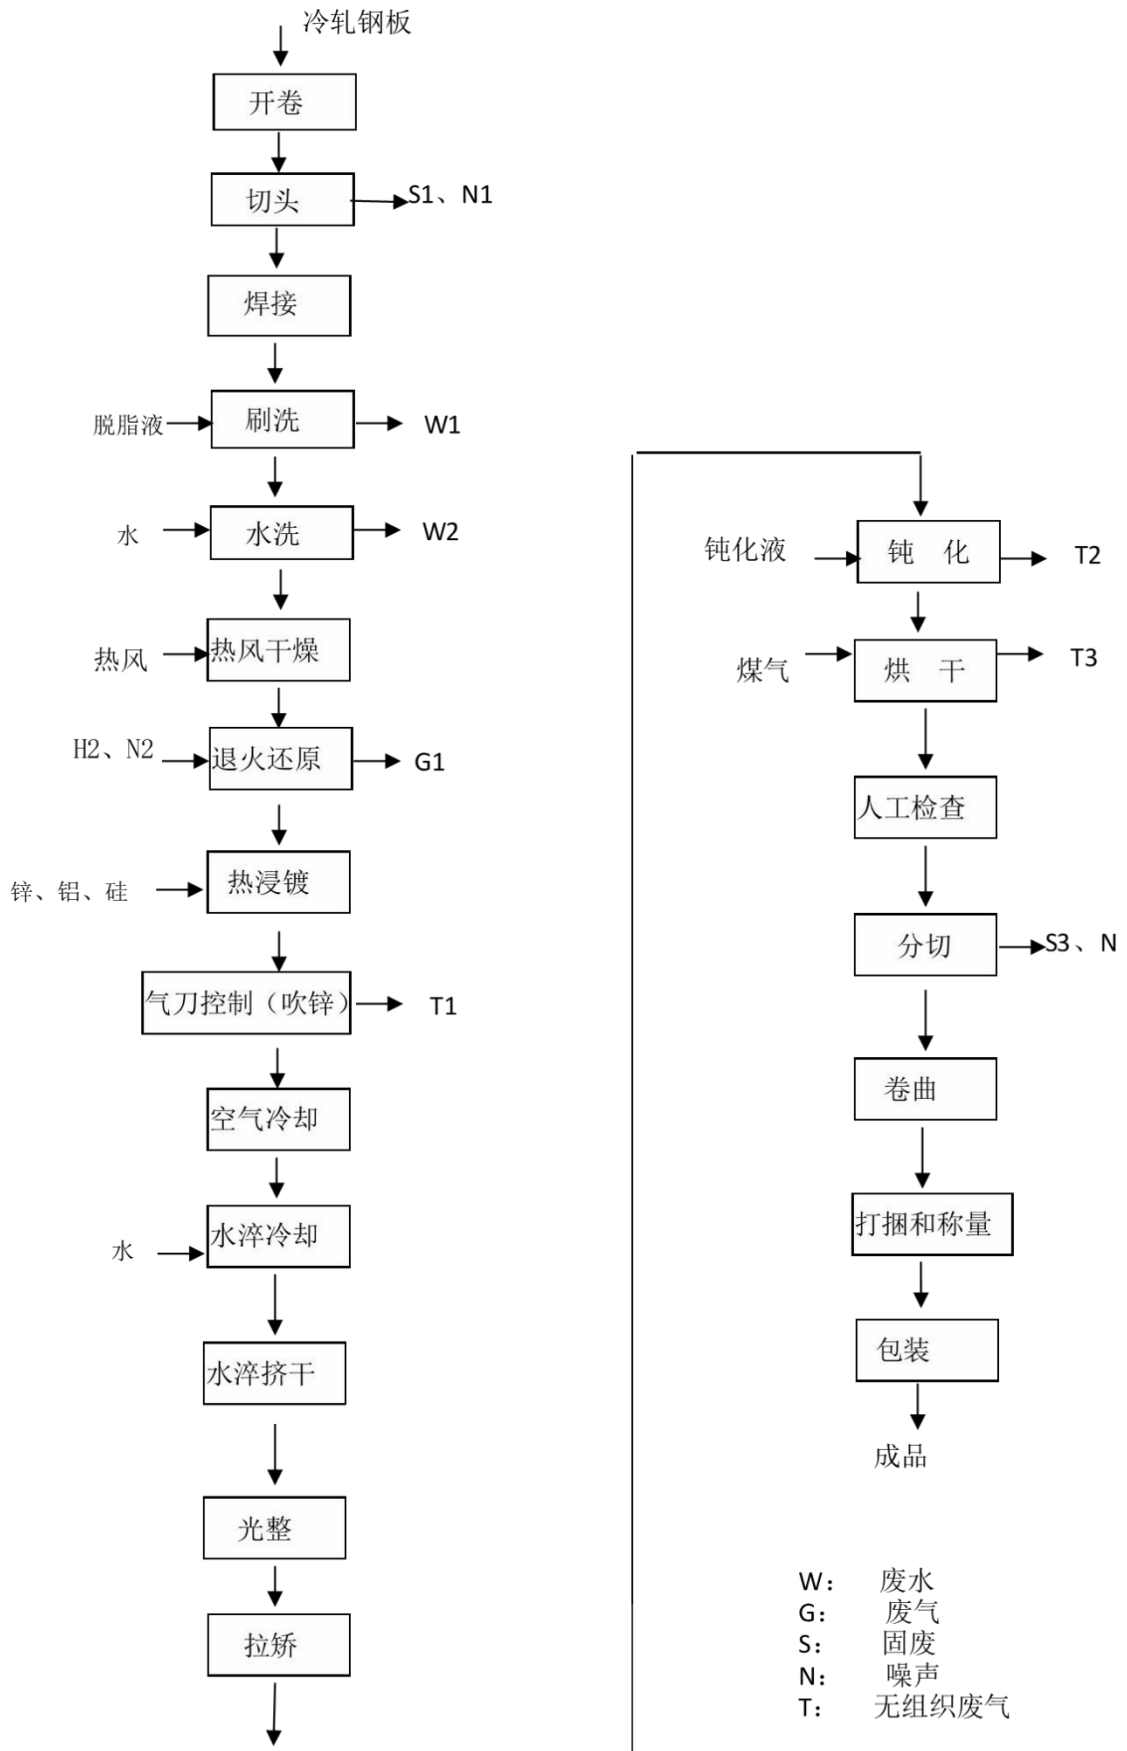 冷轧钢板
开卷
切头
S1、N1
焊接
脱脂液
刷洗
W1
水
水洗
W2
热风
热风干燥
H2、N2
退火还原
G1
锌、铝、硅
热浸镀
气刀控制（吹锌）
T1
空气冷却
水
水淬冷却
水淬挤干
光整
拉矫
钝化液
钝 化
T2
煤气
烘 干
T3
人工检查
分切
S3、N
卷曲
打捆和称量
包装
成品
W： 废水
G： 废气
S： 固废
N： 噪声
T： 无组织废气